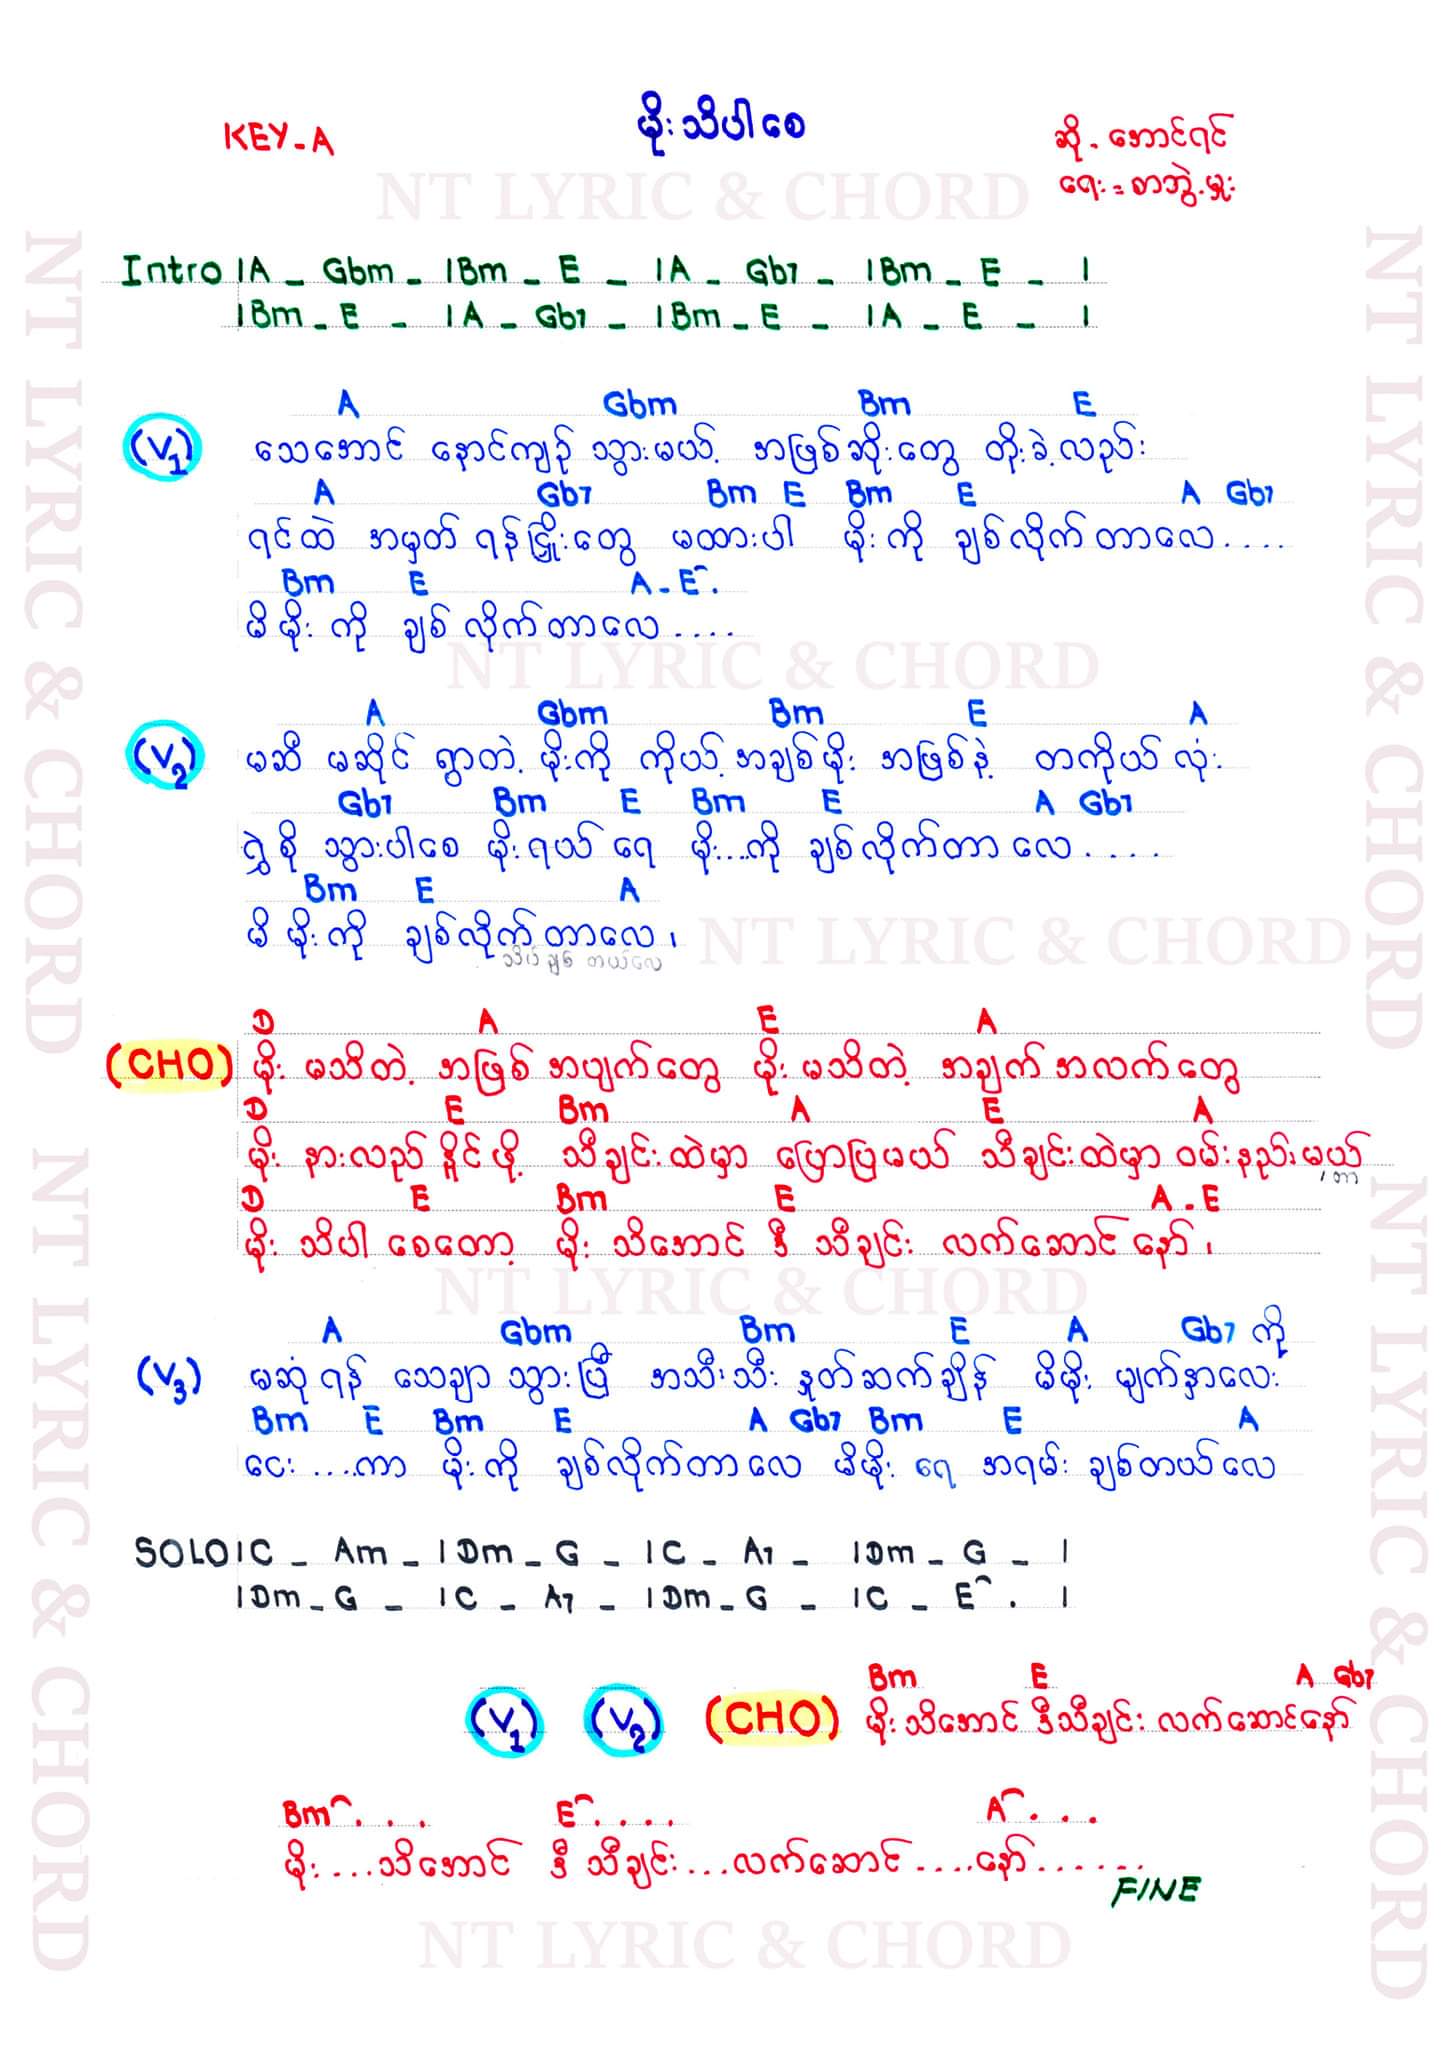 မိုးသိပါစေ
KEY-A
ဆို - အောင်ရင်
ရေး = စာဘွဲ့မှူး
NT LYRIC & CHORD
Intro |A - Gbm - |Bm - E - |A - Gb7 - |Bm - E - |
|Bm - E - |A - Gb7 - |Bm - E - |A - E - |
A Gbm Bm E
(V1) သေအောင် နောင်ကျဉ် သွားမယ့် အဖြစ်ဆိုးတွေ တိုးခဲ့လည်း
A Gb7 Bm E Bm E A Gb7
ရင်ထဲ အမှတ် ရန်ငြှိုးတွေ မထားပါ မိုးကို ချစ်လိုက်တာလေ....
Bm E A - E^.
မိမိုး ကို ချစ်လိုက်တာလေ....
NT LYRIC & CHORD
A Gbm Bm E A
(V2) မဆီ မဆိုင် ရွာတဲ့ မိုးကို ကိုယ့်အချစ်မိုး အဖြစ်နဲ့ တကိုယ် လုံး
Gb7 Bm E Bm E A Gb7
ရွှဲစို သွားပါစေ မိုးရယ် ရေ မိုး...ကို ချစ်လိုက်တာ လေ....
Bm E A
မိ မိုးကို ချစ်လိုက်တာလေ၊
သိပ်ချစ် တယ်လေ
NT LYRIC & CHORD
D A E A
(CHO) မိုး မသိတဲ့ အဖြစ် အပျက်တွေ မိုး မသိတဲ့ အချက်အလက်တွေ
D E Bm A E A
မိုး နားလည် နိုင်ဖို့ သီချင်းထဲမှာ ပြောပြမယ် သီချင်းထဲမှာ ဝမ်းနည်းမယ်
တာ
D E Bm E A - E
မိုး သိပါ စေတော့ မိုး သိအောင် ဒီ သီချင်း လက်ဆောင်နော်၊
NT LYRIC & CHORD
A Gbm Bm E A Gb7 ကို
(V3) မဆုံရန် သေချာ သွားပြီ အသီးသီး နှုတ်ဆက်ချိန် မိမိုး မျက်နှာလေး
Bm E Bm E A Gb7 Bm E A
ငေး ....ကာ မိုးကို ချစ်လိုက်တာလေ မိမိုး ရေ အရမ်း ချစ်တယ်လေ
SOLO |C - Am - |Dm - G - |C - A7 - |Dm - G - |
|Dm - G - |C - A7 - |Dm - G - |C - E^ . |
Bm E A Gb7
(V1) (V2) (CHO) မိုးသိအောင် ဒီသီချင်း လက်ဆောင်နော်
Bm^. . . E^. . . . A^. . .
မိုး....သိအောင် ဒီ သီချင်း...လက်ဆောင်....နော်.......
FINE
NT LYRIC & CHORD
NT LYRIC & CHORD
NT LYRIC & CHORD
NT LYRIC & CHORD
NT LYRIC & CHORD